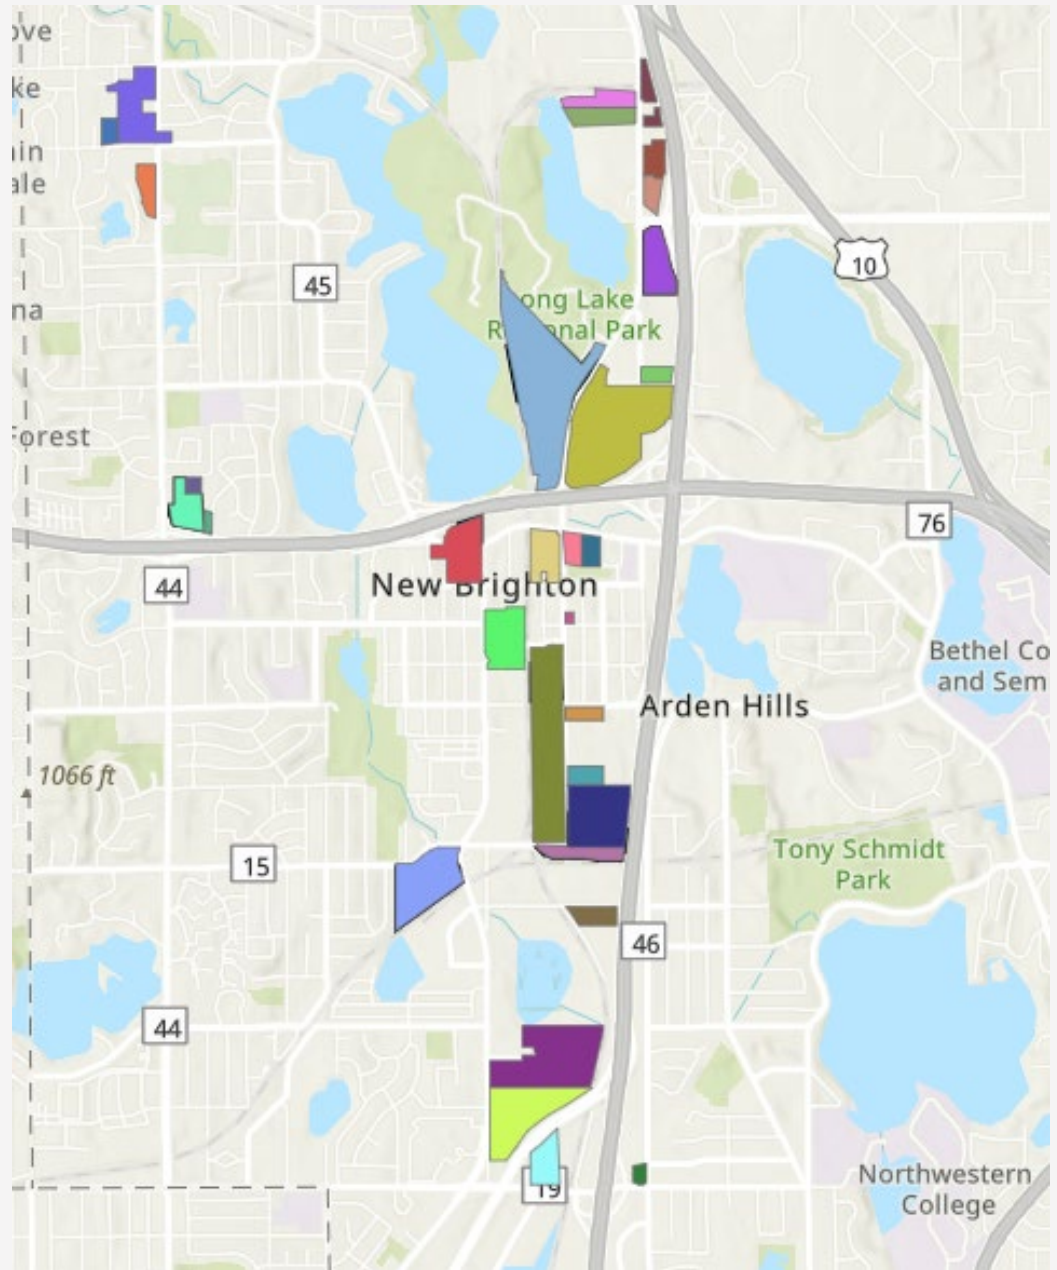 ove
ke
ain
ale
10
45
ong Lake
R onal Park
na
Forest
76
44
New Brighton
Bethel Co
and Sem
Arden Hills
1066 ft
Tony Schmidt
Park
15
46
44
Northwestern
College
19